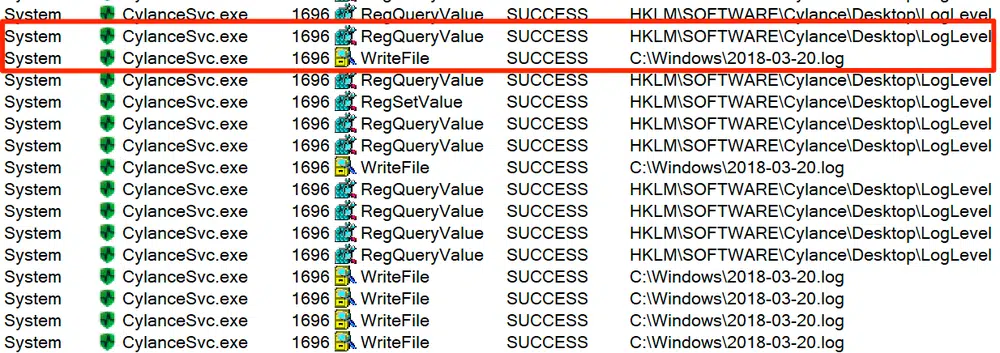 System CylanceSvc.exe 1696 RegQueryValue SUCCESS HKLM\SOFTWARE\Cylance\Desktop\LogLevel
System CylanceSvc.exe 1696 RegQueryValue SUCCESS HKLM\SOFTWARE\Cylance\Desktop\LogLevel
System CylanceSvc.exe 1696 WriteFile SUCCESS C:\Windows\2018-03-20.log
System CylanceSvc.exe 1696 RegQueryValue SUCCESS HKLM\SOFTWARE\Cylance\Desktop\LogLevel
System CylanceSvc.exe 1696 RegSetValue SUCCESS HKLM\SOFTWARE\Cylance\Desktop\LogLevel
System CylanceSvc.exe 1696 RegQueryValue SUCCESS HKLM\SOFTWARE\Cylance\Desktop\LogLevel
System CylanceSvc.exe 1696 RegQueryValue SUCCESS HKLM\SOFTWARE\Cylance\Desktop\LogLevel
System CylanceSvc.exe 1696 WriteFile SUCCESS C:\Windows\2018-03-20.log
System CylanceSvc.exe 1696 RegQueryValue SUCCESS HKLM\SOFTWARE\Cylance\Desktop\LogLevel
System CylanceSvc.exe 1696 RegQueryValue SUCCESS HKLM\SOFTWARE\Cylance\Desktop\LogLevel
System CylanceSvc.exe 1696 RegQueryValue SUCCESS HKLM\SOFTWARE\Cylance\Desktop\LogLevel
System CylanceSvc.exe 1696 RegQueryValue SUCCESS HKLM\SOFTWARE\Cylance\Desktop\LogLevel
System CylanceSvc.exe 1696 WriteFile SUCCESS C:\Windows\2018-03-20.log
System CylanceSvc.exe 1696 WriteFile SUCCESS C:\Windows\2018-03-20.log
System CylanceSvc.exe 1696 WriteFile SUCCESS C:\Windows\2018-03-20.log
System CylanceSvc.exe 1696 WriteFile SUCCESS C:\Windows\2018-03-20.log